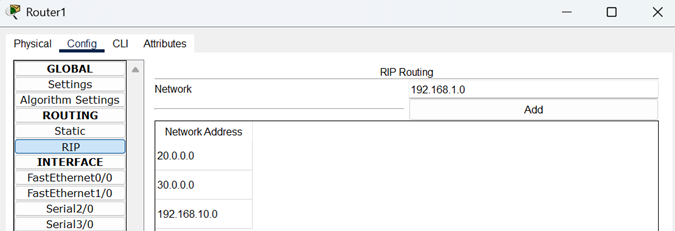 Router1
Physical Config CLI Attributes
GLOBAL
Settings
Algorithm Settings
ROUTING
Static
RIP
INTERFACE
FastEthernet0/0
FastEthernet1/0
Serial2/0
Serial3/0
RIP Routing
Network 192.168.1.0
Add
Network Address
20.0.0.0
30.0.0.0
192.168.10.0